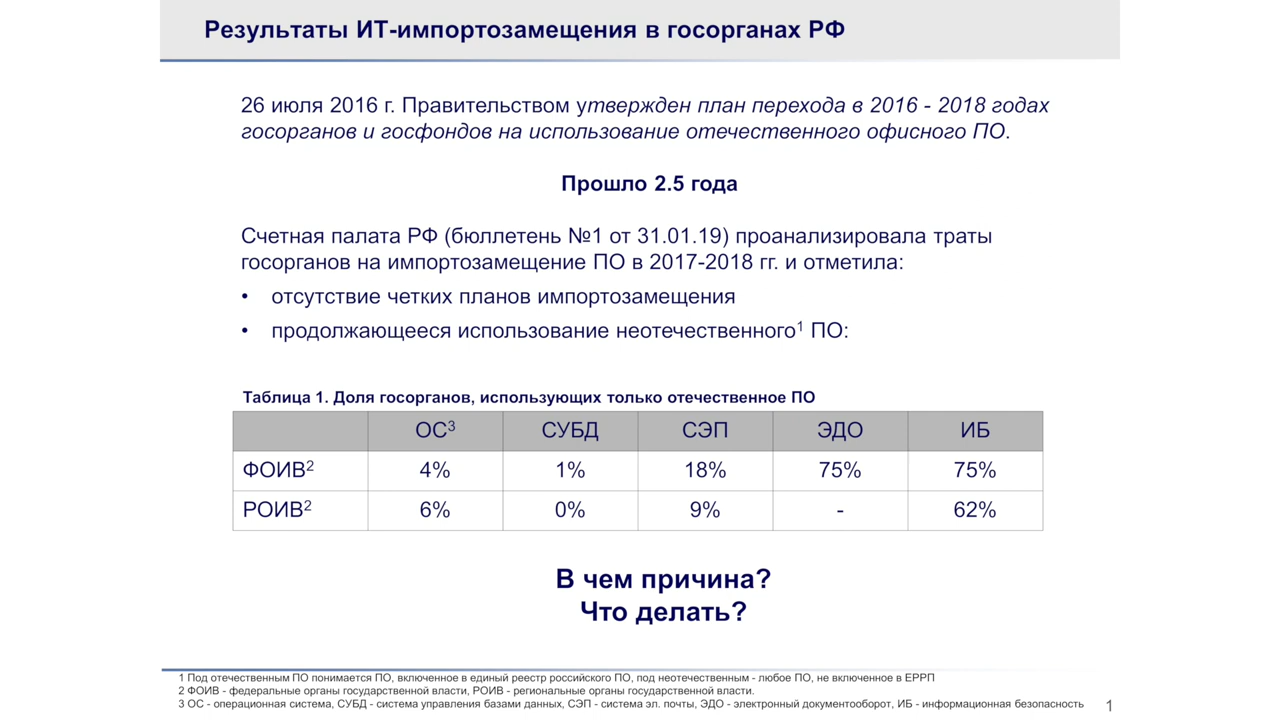 Результаты ИТ-импортозамещения в госорганах РФ
26 июля 2016 г. Правительством утвержден план перехода в 2016 - 2018 годах
госорганов и госфондов на использование отечественного офисного ПО.
Прошло 2.5 года
Счетная палата РФ (бюллетень №1 от 31.01.19) проанализировала траты
госорганов на импортозамещение ПО в 2017-2018 гг. и отметила:
• отсутствие четких планов импортозамещения
• продолжающееся использование неотечественного¹ ПО:
Таблица 1. Доля госорганов, использующих только отечественное ПО
ОС³ СУБД СЭП ЭДО ИБ
ФОИВ² 4% 1% 18% 75% 75%
РОИВ² 6% 0% 9% - 62%
В чем причина?
Что делать?
1 Под отечественным ПО понимается ПО, включенное в единый реестр российского ПО, под неотечественным - любое ПО, не включенное в ЕРРП
2 ФОИВ - федеральные органы государственной власти, РОИВ - региональные органы государственной власти.
3 ОС - операционная система, СУБД - система управления базами данных, СЭП - система эл. почты, ЭДО - электронный документооборот, ИБ - информационная безопасность
1